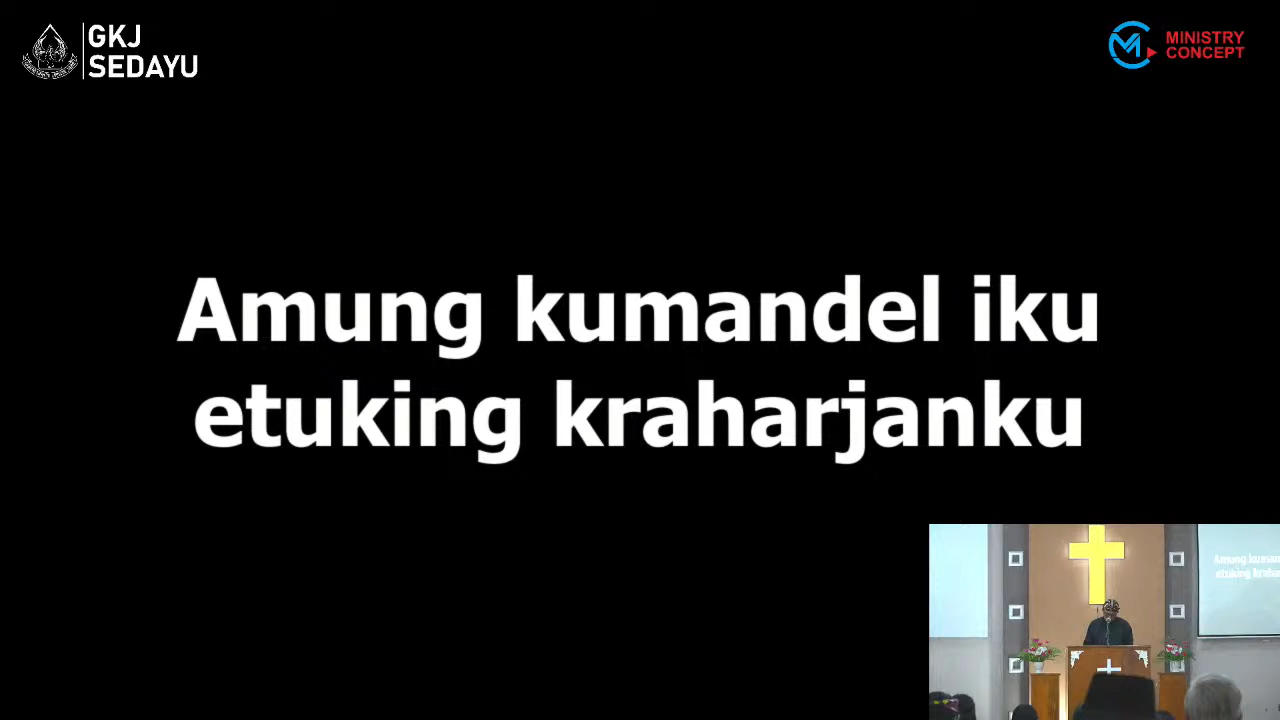 GKJ
SEDAYU
MINISTRY
CONCEPT
Amung kumandel iku
etuking kraharjanku